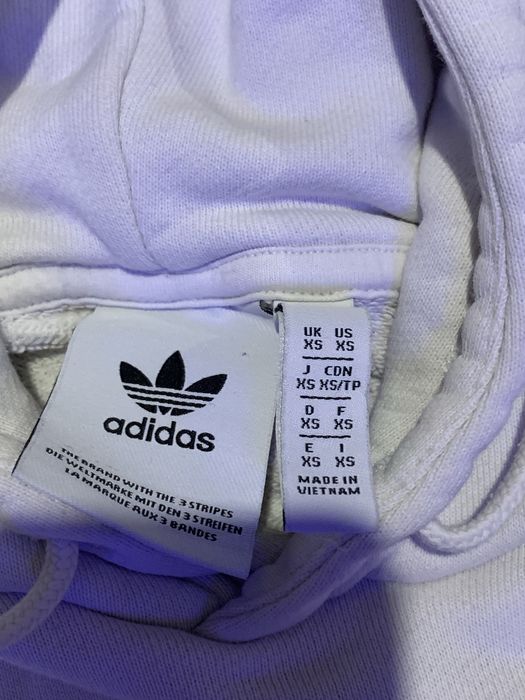 adidas
THE BRAND WITH THE 3 STRIPES
DIE WELTMARKE MIT DEN 3 STREIFEN
LA MARQUE AUX 3 BANDES
UK US
XS XS
J CDN
XS XS/TP
D F
XS XS
E I
XS XS
MADE IN
VIETNAM